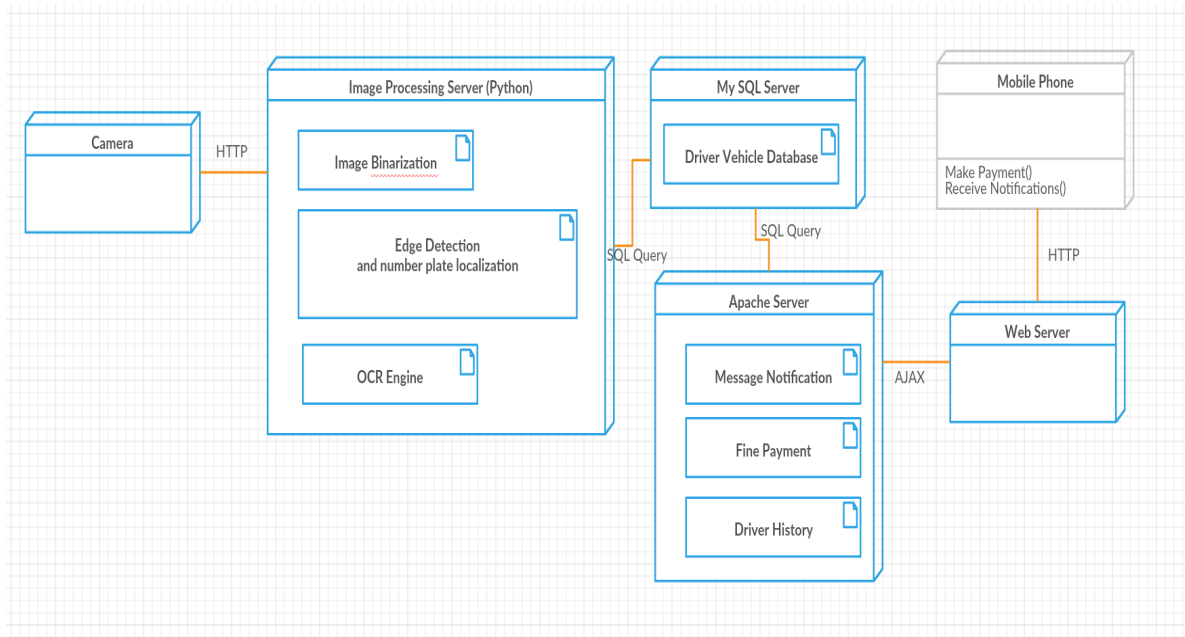 Camera
HTTP
Image Processing Server (Python)
Image Binarization
Edge Detection
and number plate localization
OCR Engine
SQL Query
My SQL Server
Driver Vehicle Database
SQL Query
Apache Server
Message Notification
Fine Payment
Driver History
AJAX
Mobile Phone
Make Payment()
Receive Notifications()
HTTP
Web Server